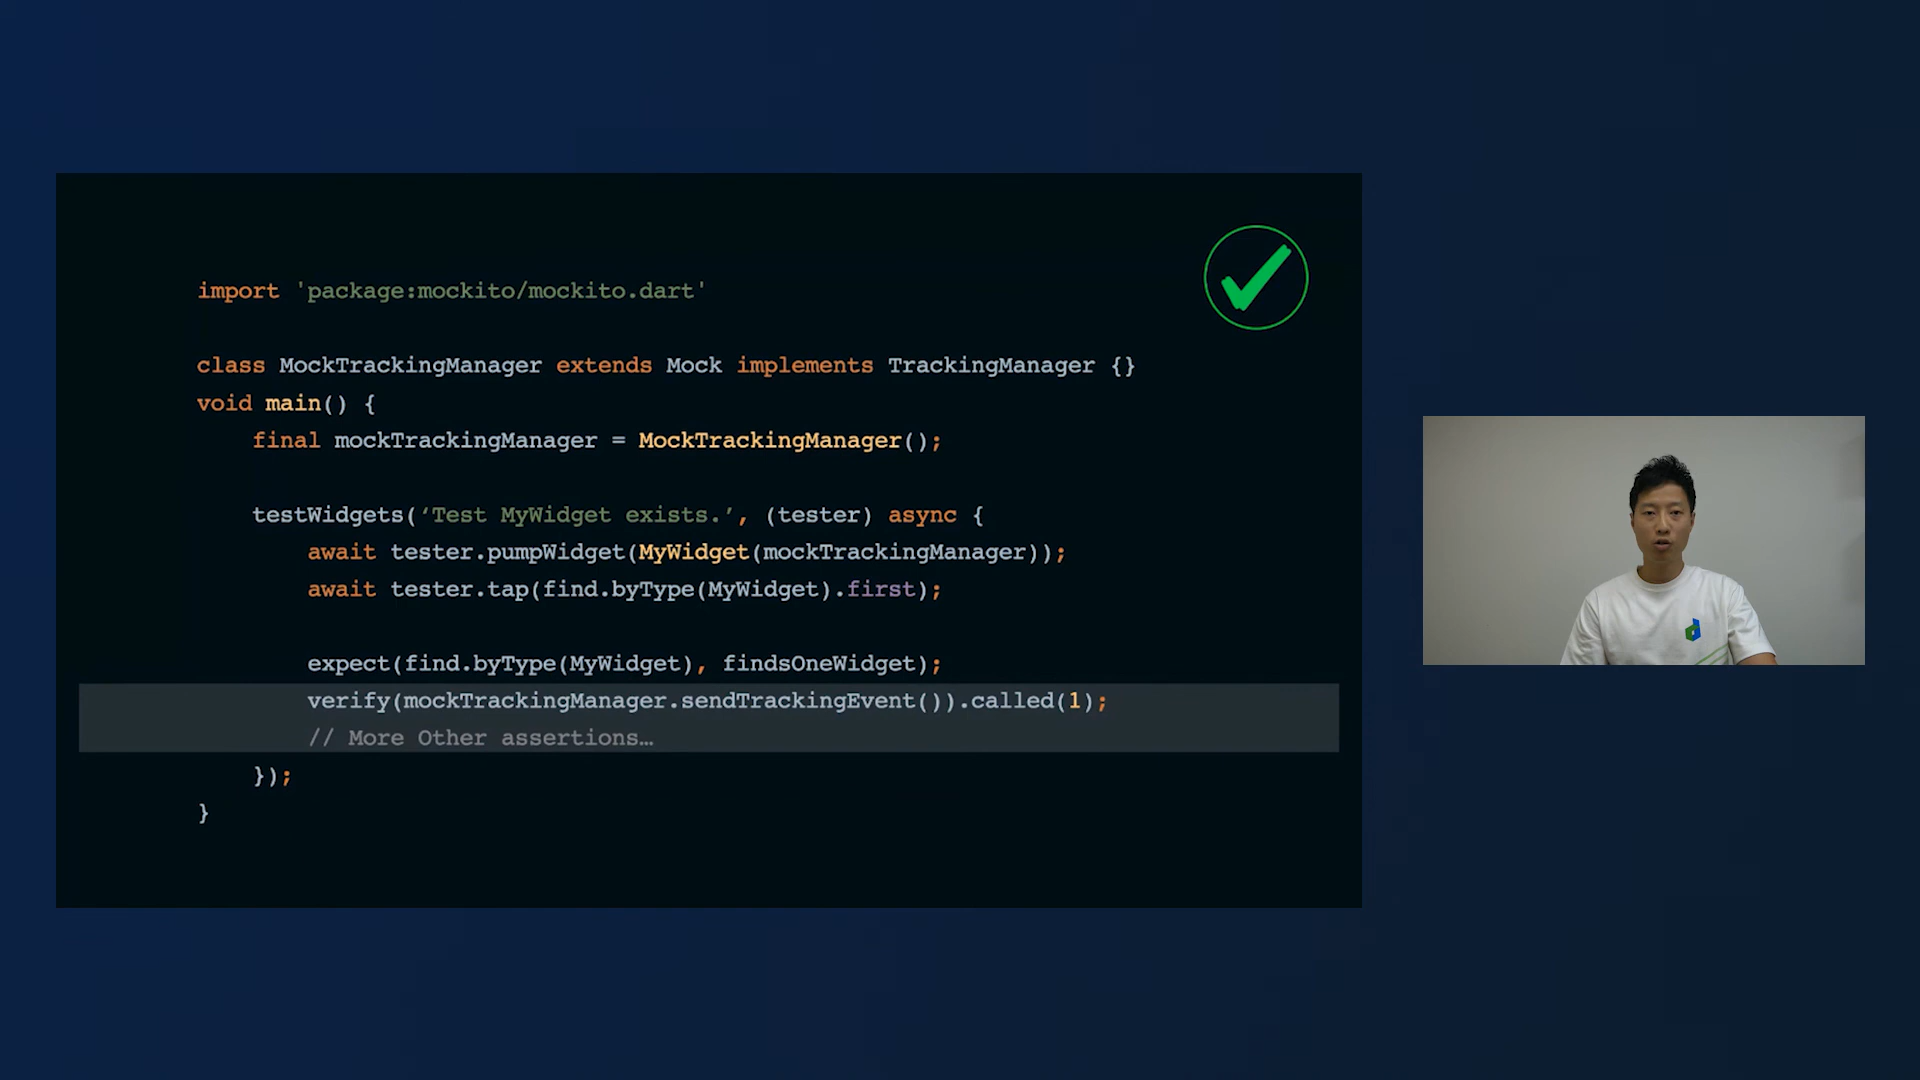 import 'package:mockito/mockito.dart'
class MockTrackingManager extends Mock implements TrackingManager {}
void main() {
final mockTrackingManager = MockTrackingManager();
testWidgets(‘Test MyWidget exists.’, (tester) async {
await tester.pumpWidget(MyWidget(mockTrackingManager));
await tester.tap(find.byType(MyWidget).first);
expect(find.byType(MyWidget), findsOneWidget);
verify(mockTrackingManager.sendTrackingEvent()).called(1);
// More Other assertions…
});
}